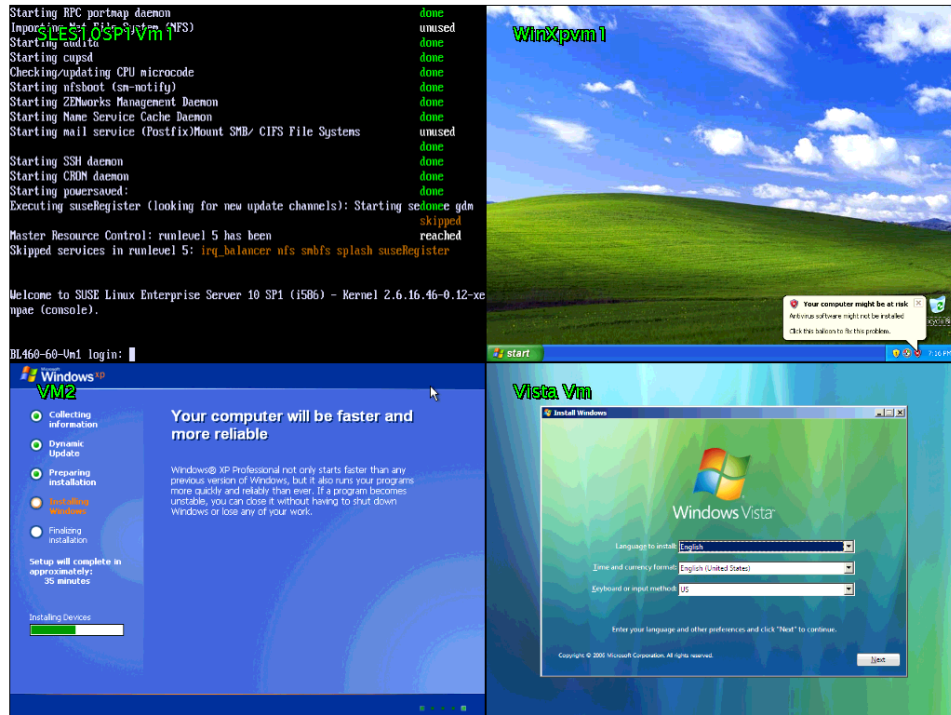 Starting RPC portmap daemon done
Importing Net File System (NFS) unused
SLES10SP1Vm1
Starting auditd done
Starting cupsd done
Checking/updating CPU microcode done
Starting nfsboot (sm-notify) done
Starting ZENworks Management Daemon done
Starting Name Service Cache Daemon done
Starting mail service (Postfix)Mount SMB/ CIFS File Systems unused
done
Starting SSH daemon done
Starting CRON daemon done
Starting powersaved: done
Executing suseRegister (looking for new update channels): Starting sedonee gdm
skipped
Master Resource Control: runlevel 5 has been reached
Skipped services in runlevel 5: irq_balancer nfs smbfs splash suseRegister
Welcome to SUSE Linux Enterprise Server 10 SP1 (i586) - Kernel 2.6.16.46-0.12-xe
npae (console).
BL460-60-Vm1 login:
WinXpvm1
Your computer might be at risk
Antivirus software might not be installed
Click this balloon to fix this problem.
start
7:16 PM
Microsoft
Windows xp
VM2
Collecting
information
Dynamic
Update
Preparing
installation
Installing
Windows
Finalizing
installation
Setup will complete in
approximately:
35 minutes
Installing Devices
Your computer will be faster and
more reliable
Windows® XP Professional not only starts faster than any
previous version of Windows, but it also runs your programs
more quickly and reliably than ever. If a program becomes
unstable, you can close it without having to shut down
Windows or lose any of your work.
Vista Vm
Install Windows
Windows Vista
Language to install: English
Time and currency format: English (United States)
Keyboard or input method: US
Enter your language and other preferences and click "Next" to continue.
Copyright © 2006 Microsoft Corporation. All rights reserved.
Next